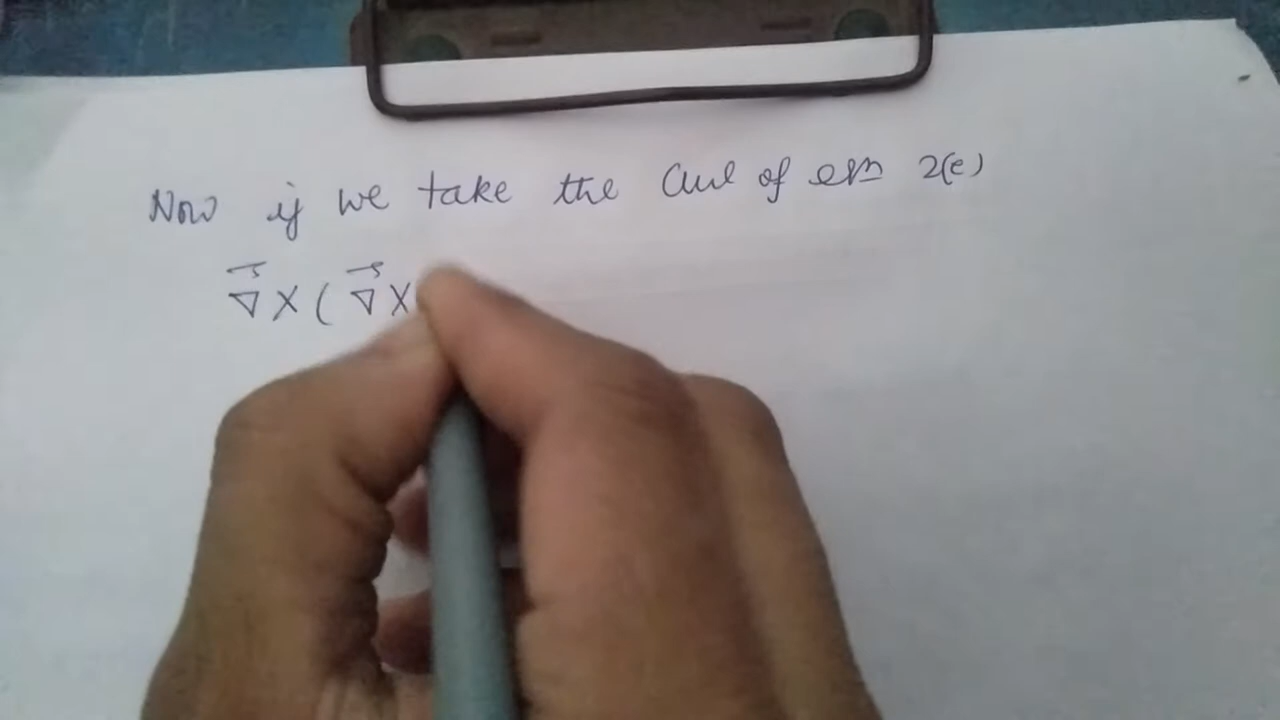 Now if we take the Curl of eqn 2(c)
∇⃗ × ( ∇⃗ ×